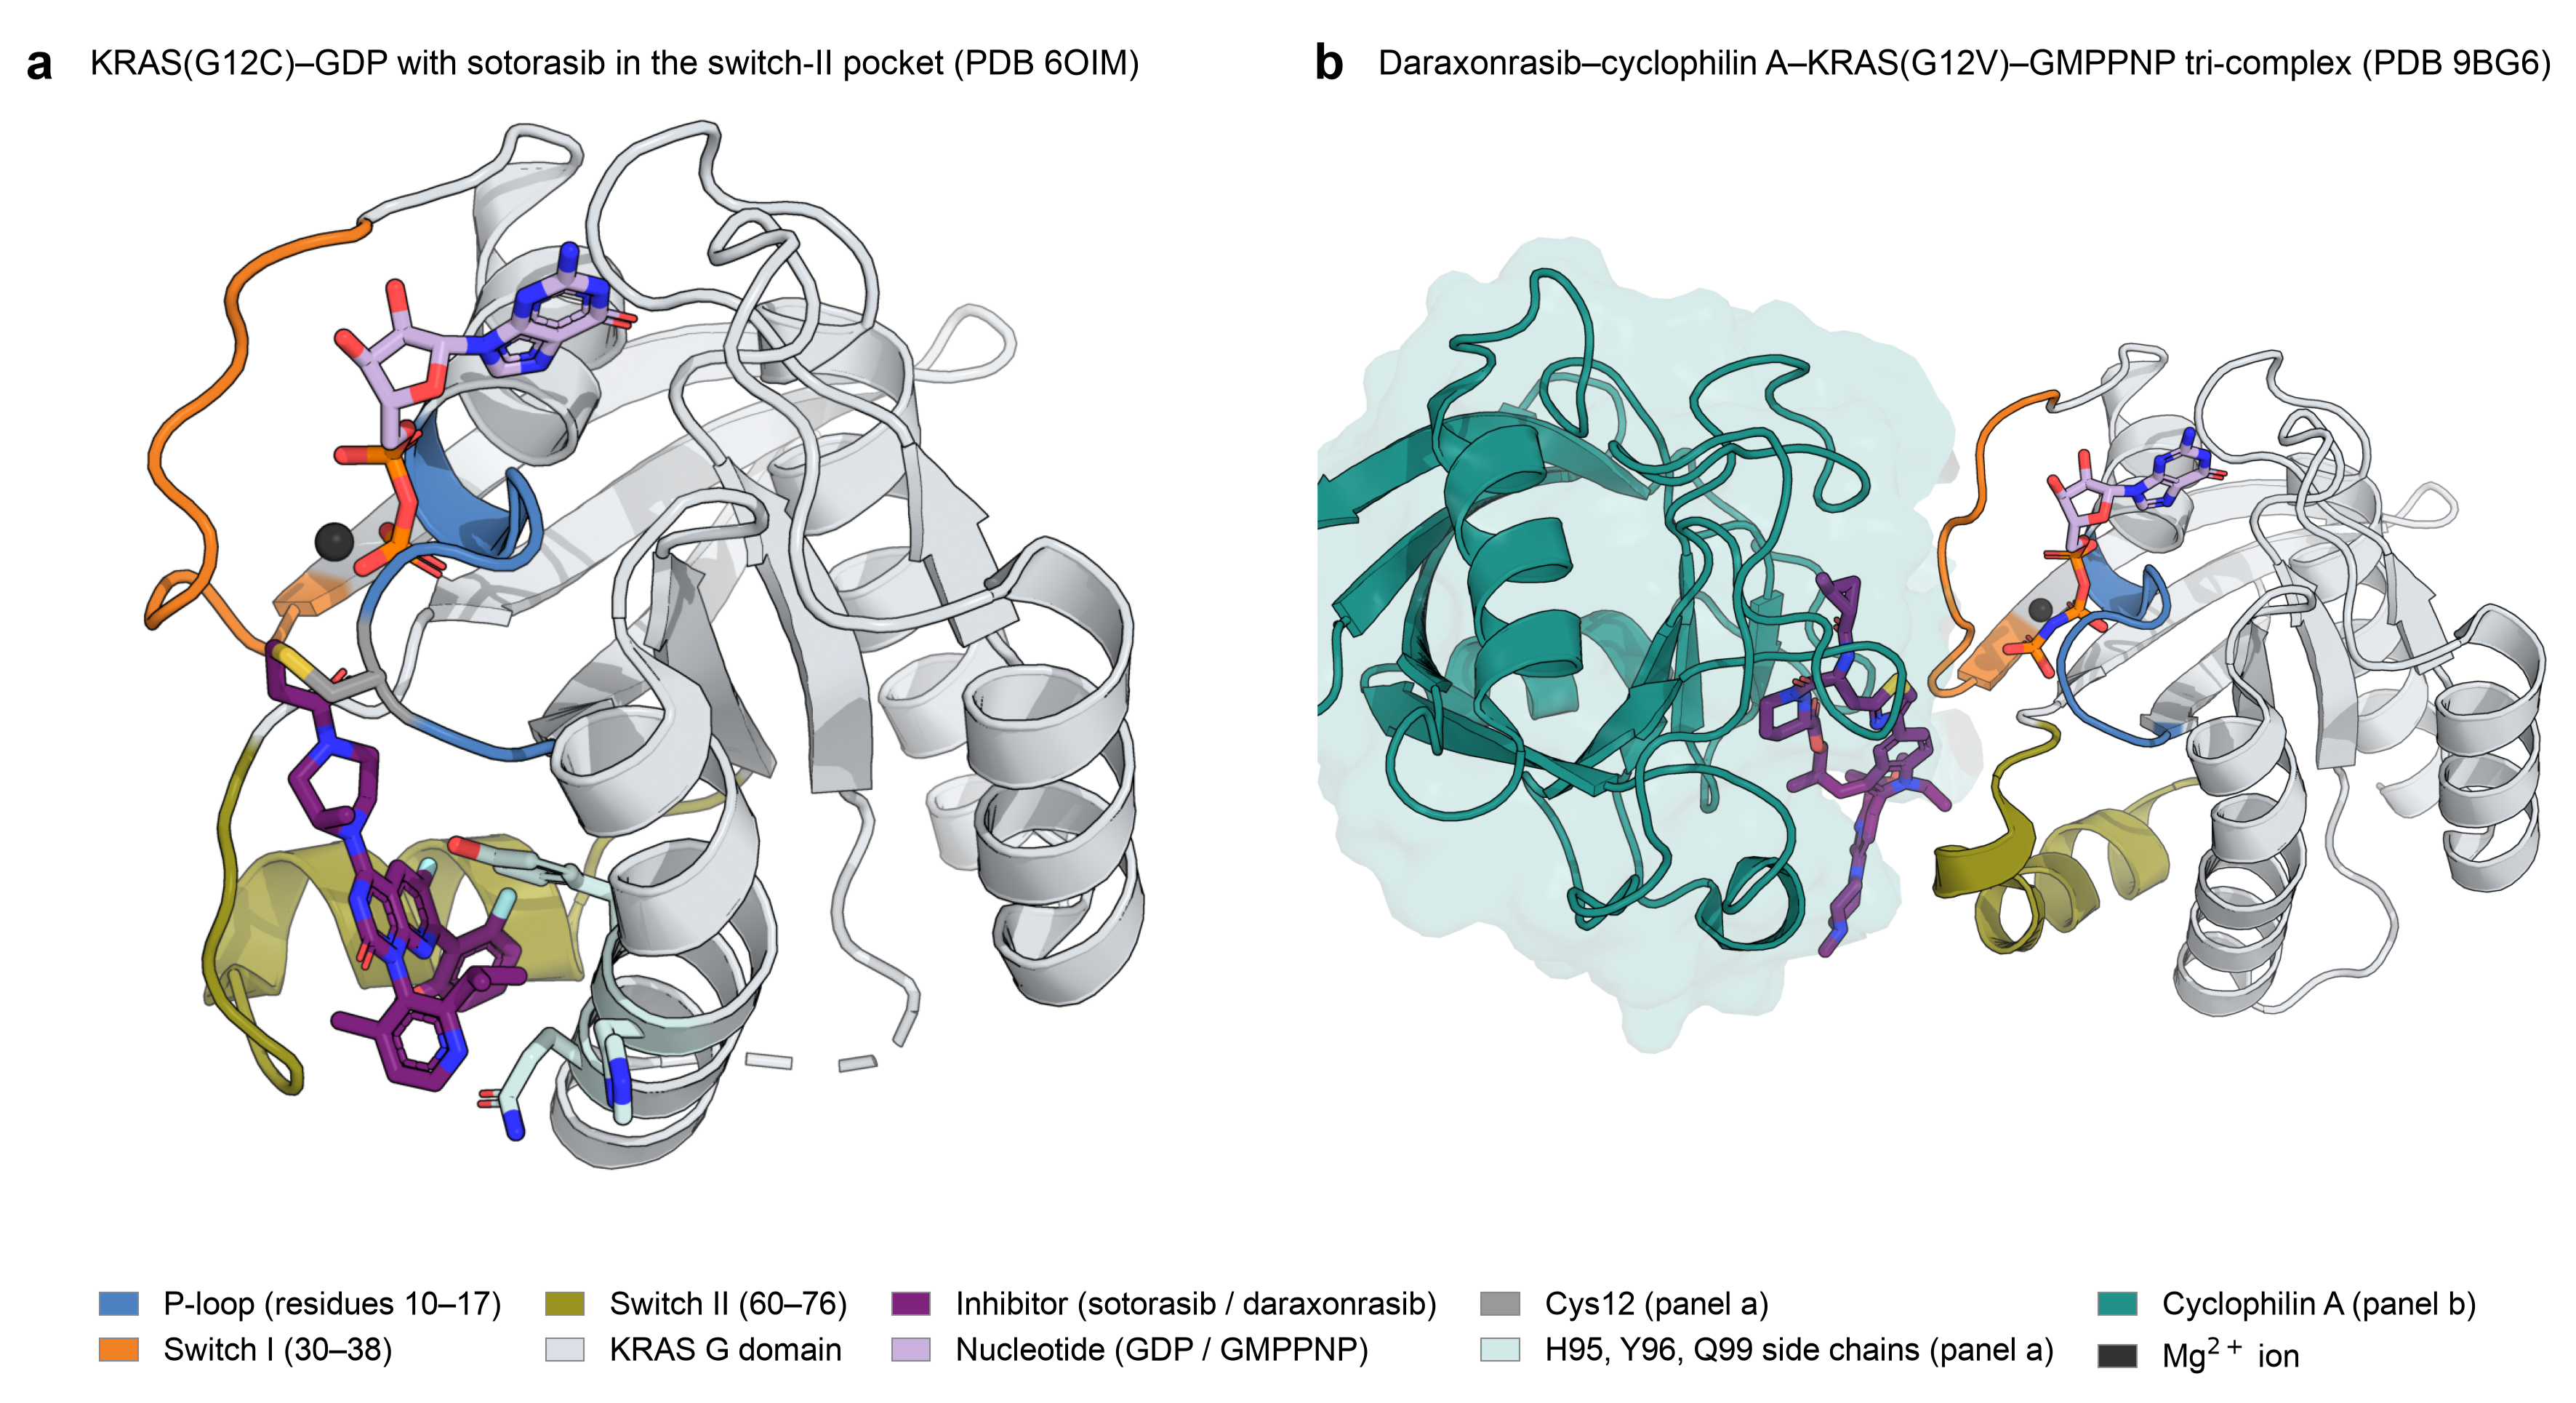 a KRAS(G12C)–GDP with sotorasib in the switch-II pocket (PDB 6OIM)
b Daraxonrasib–cyclophilin A–KRAS(G12V)–GMPPNP tri-complex (PDB 9BG6)
P-loop (residues 10–17)
Switch I (30–38)
Switch II (60–76)
KRAS G domain
Inhibitor (sotorasib / daraxonrasib)
Nucleotide (GDP / GMPPNP)
Cys12 (panel a)
H95, Y96, Q99 side chains (panel a)
Cyclophilin A (panel b)
Mg²⁺ ion